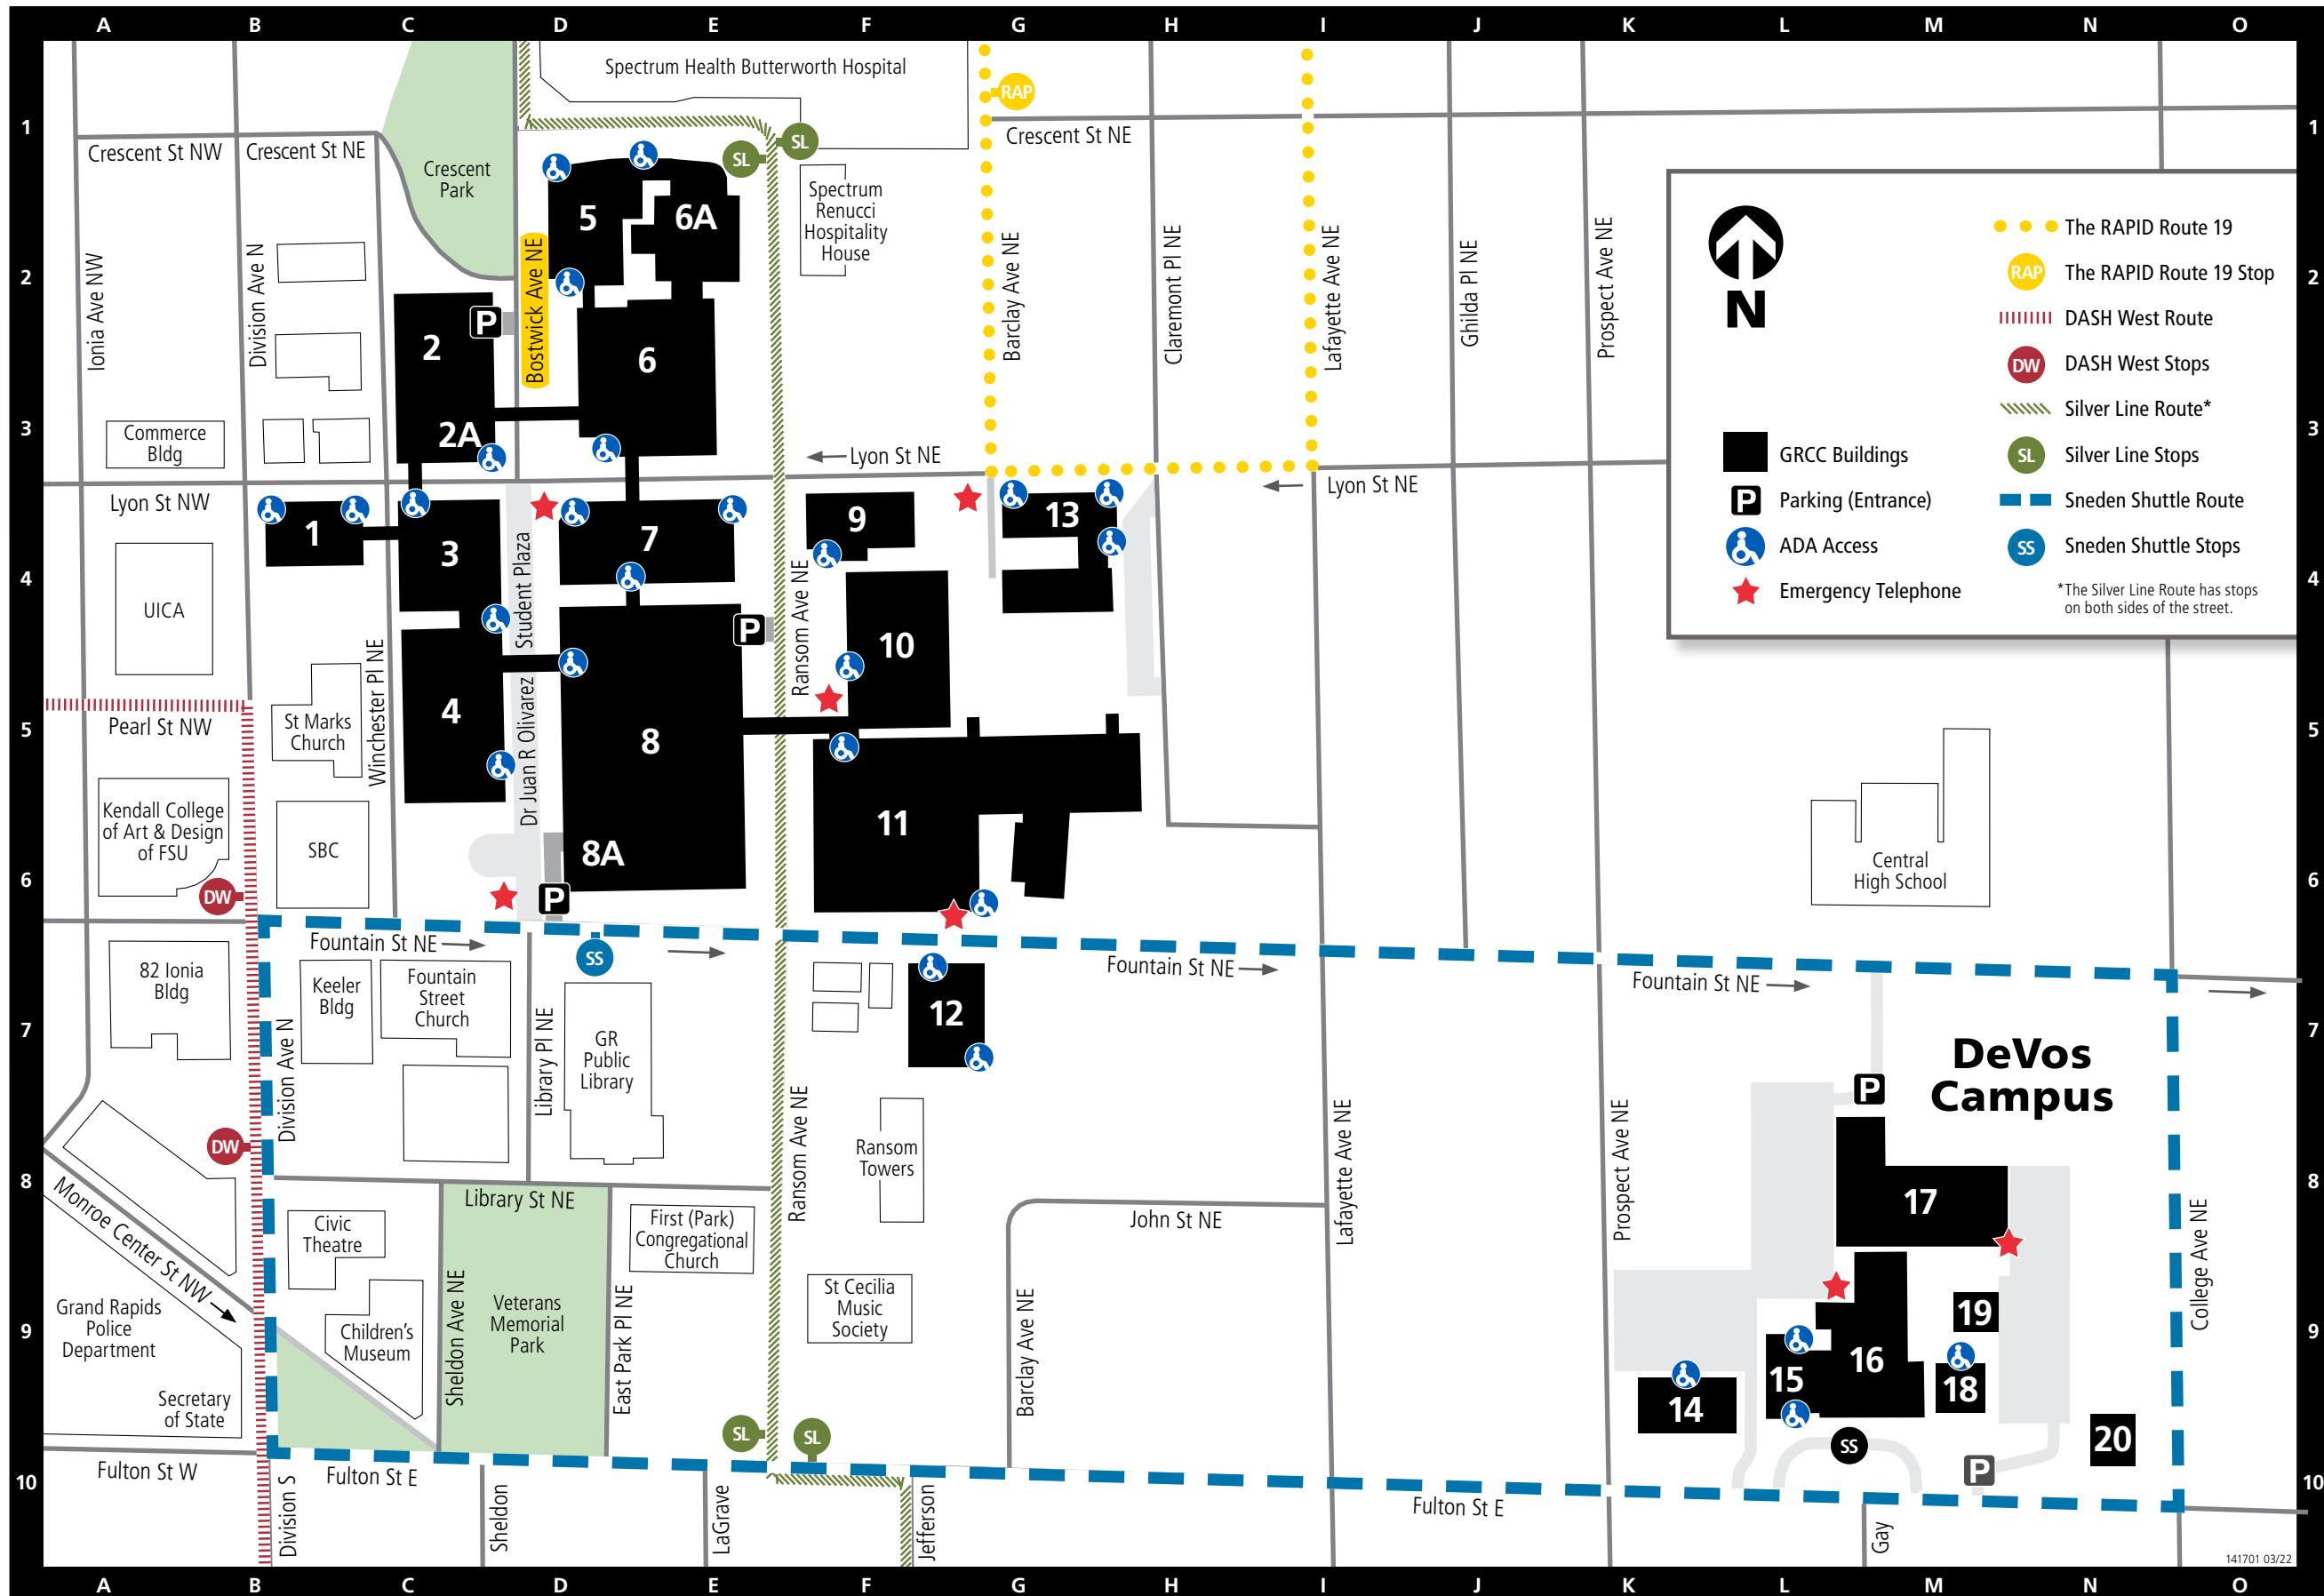 A B C D E F G H I J K L M N O
Spectrum Health Butterworth Hospital
RAP
1
1
Crescent St NW
Crescent St NE
Crescent St NE
SL
SL
Crescent
Park
Spectrum
Renucci
Hospitality
House
5
6A
2
2
Ionia Ave NW
Division Ave N
Bostwick Ave NE
Barclay Ave NE
Claremont Pl NE
Lafayette Ave NE
Ghilda Pl NE
Prospect Ave NE
P
2
6
3
3
Commerce
Bldg
2A
Lyon St NE
Lyon St NW
Lyon St NE
N
The RAPID Route 19
RAP
The RAPID Route 19 Stop
DASH West Route
DW
DASH West Stops
Silver Line Route*
GRCC Buildings
SL
Silver Line Stops
P
Parking (Entrance)
Sneden Shuttle Route
ADA Access
SS
Sneden Shuttle Stops
Emergency Telephone
*The Silver Line Route has stops
on both sides of the street.
1
3
7
9
13
4
4
UICA
Winchester Pl NE
Dr Juan R Olivarez Student Plaza
P
Ransom Ave NE
10
4
8
5
5
Pearl St NW
St Marks
Church
Kendall College
of Art & Design
of FSU
SBC
11
8A
Central
High School
6
6
DW
P
Fountain St NE
SS
Fountain St NE
Fountain St NE
82 Ionia
Bldg
Keeler
Bldg
Fountain
Street
Church
12
7
7
Division Ave N
Library Pl NE
GR
Public
Library
DeVos
Campus
P
DW
Ransom Ave NE
Ransom
Towers
Lafayette Ave NE
Prospect Ave NE
8
8
Monroe Center St NW
Library St NE
17
John St NE
College Ave NE
Civic
Theatre
First (Park)
Congregational
Church
Grand Rapids
Police
Department
Children's
Museum
Sheldon Ave NE
Veterans
Memorial
Park
East Park Pl NE
St Cecilia
Music
Society
Barclay Ave NE
19
9
9
16
15
18
14
Secretary
of State
SL
SL
SS
20
P
Fulton St W
Fulton St E
10
10
Fulton St E
Division S
Sheldon
LaGrave
Jefferson
Gay
141701 03/22
A B C D E F G H I J K L M N O